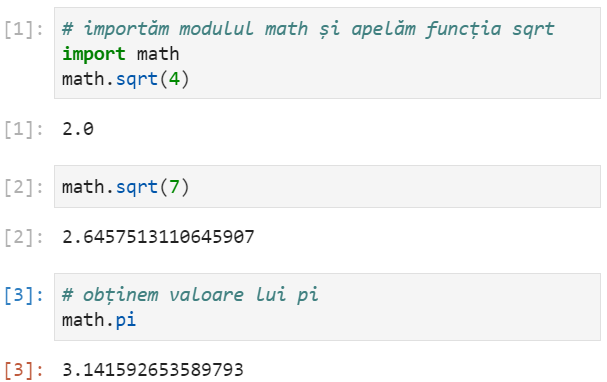 [1]: # importăm modulul math și apelăm funcția sqrt
import math
math.sqrt(4)
[1]: 2.0
[2]: math.sqrt(7)
[2]: 2.6457513110645907
[3]: # obținem valoare lui pi
math.pi
[3]: 3.141592653589793